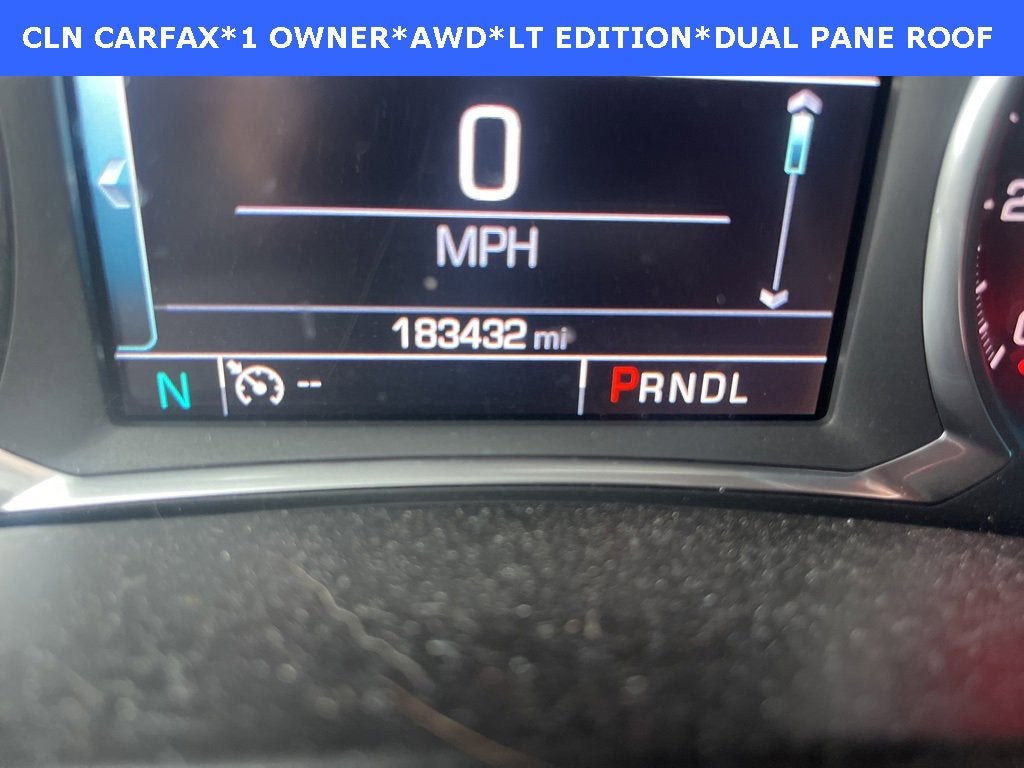 CLN CARFAX*1 OWNER*AWD*LT EDITION*DUAL PANE ROOF
0
MPH
183432 mi
N -- PRNDL